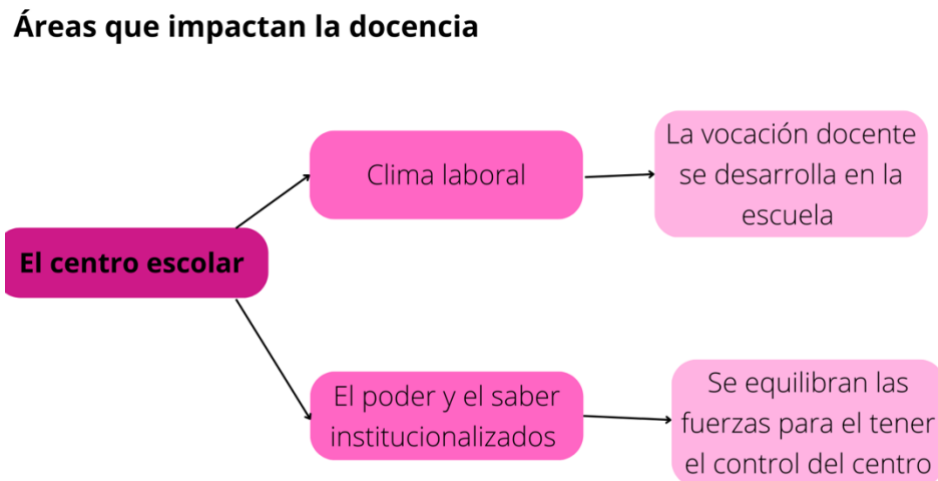 Áreas que impactan la docencia
La vocación docente
se desarrolla en la
escuela
Clima laboral
El centro escolar
El poder y el saber
institucionalizados
Se equilibran las
fuerzas para el tener
el control del centro